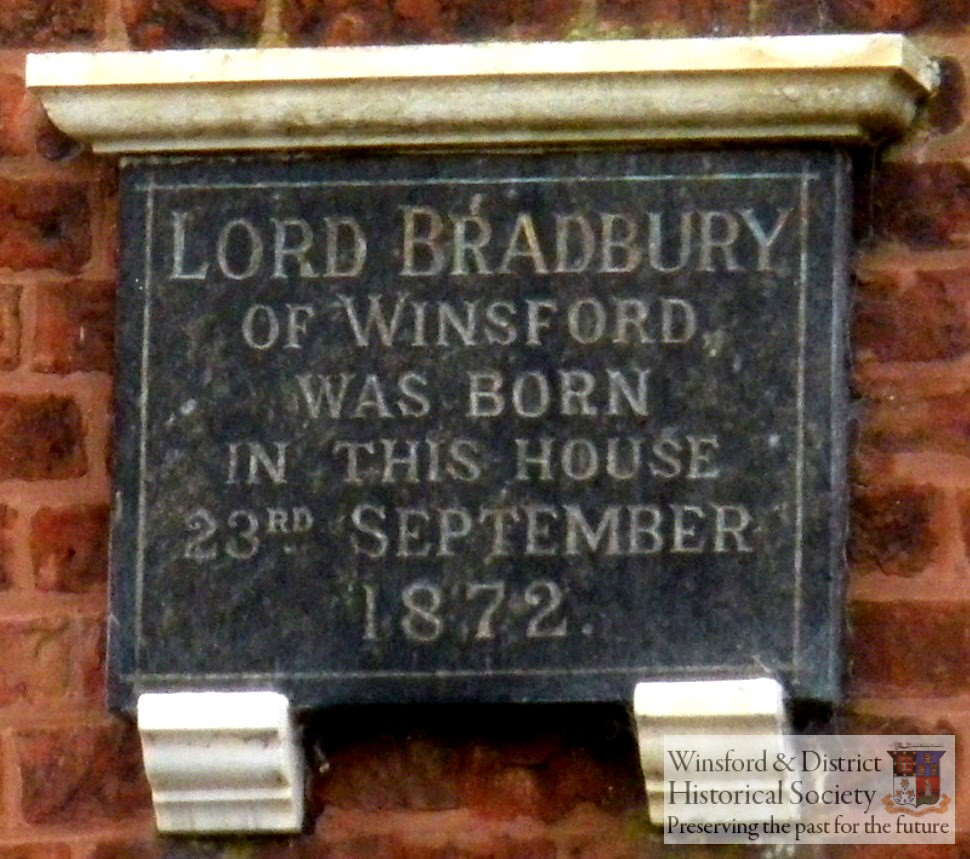 LORD BRADBURY
OF WINSFORD,
WAS BORN
IN THIS HOUSE
23RD SEPTEMBER
1872.
Winsford & District
Historical Society
Preserving the past for the future